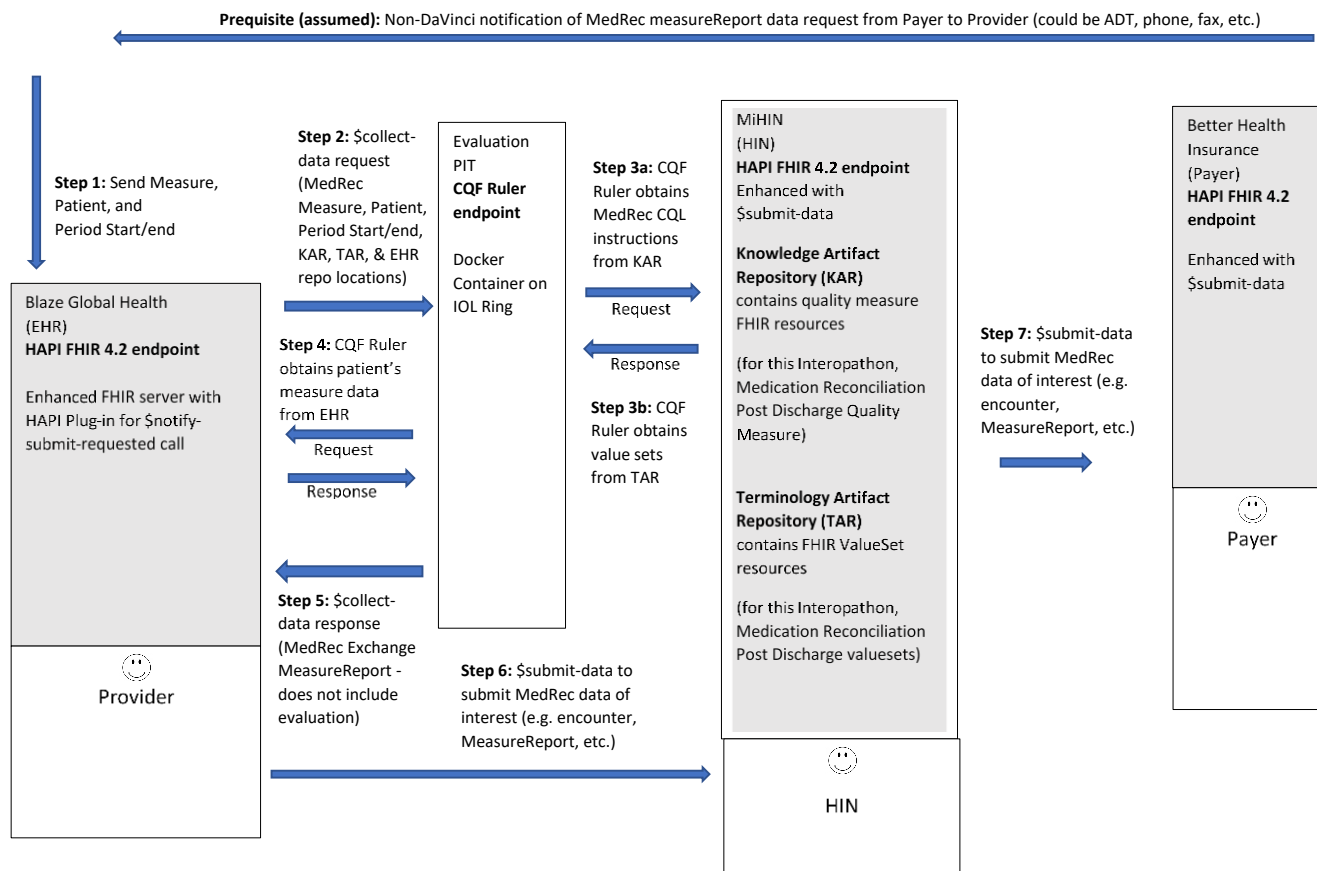 Prequisite (assumed): Non-DaVinci notification of MedRec measureReport data request from Payer to Provider (could be ADT, phone, fax, etc.)
Step 1: Send Measure,
Patient, and
Period Start/end
Blaze Global Health
(EHR)
HAPI FHIR 4.2 endpoint
Enhanced FHIR server with
HAPI Plug-in for $notify-
submit-requested call
Provider
Step 2: $collect-
data request
(MedRec
Measure, Patient,
Period Start/end,
KAR, TAR, & EHR
repo locations)
Step 4: CQF Ruler
obtains patient's
measure data
from EHR
Request
Response
Step 5: $collect-
data response
(MedRec Exchange
MeasureReport -
does not include
evaluation)
Evaluation
PIT
CQF Ruler
endpoint
Docker
Container on
IOL Ring
Step 3a: CQF
Ruler obtains
MedRec CQL
instructions
from KAR
Request
Response
Step 3b: CQF
Ruler obtains
value sets
from TAR
Step 6: $submit-data to
submit MedRec data of
interest (e.g. encounter,
MeasureReport, etc.)
MiHIN
(HIN)
HAPI FHIR 4.2 endpoint
Enhanced with
$submit-data
Knowledge Artifact
Repository (KAR)
contains quality measure
FHIR resources
(for this Interopathon,
Medication Reconciliation
Post Discharge Quality
Measure)
Terminology Artifact
Repository (TAR)
contains FHIR ValueSet
resources
(for this Interopathon,
Medication Reconciliation
Post Discharge valuesets)
HIN
Step 7: $submit-data
to submit MedRec
data of interest (e.g.
encounter,
MeasureReport, etc.)
Better Health
Insurance
(Payer)
HAPI FHIR 4.2
endpoint
Enhanced with
$submit-data
Payer